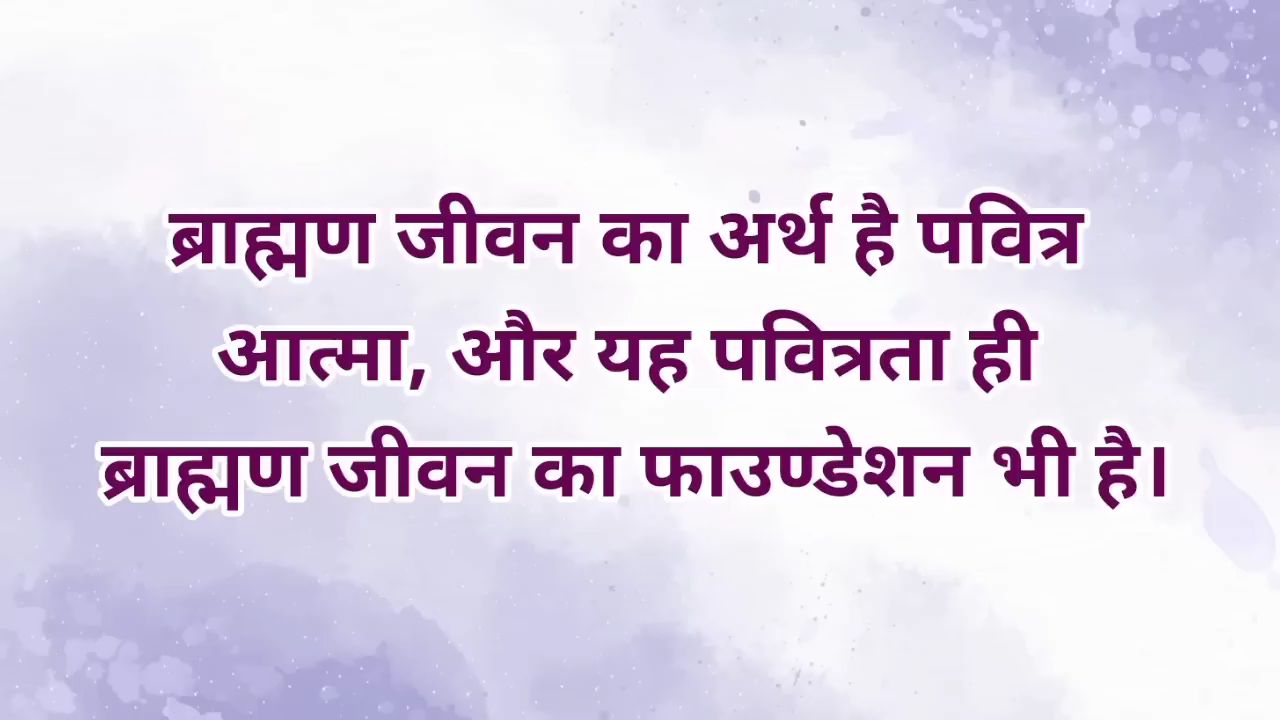 ब्राह्मण जीवन का अर्थ है पवित्र
आत्मा, और यह पवित्रता ही
ब्राह्मण जीवन का फाउण्डेशन भी है।